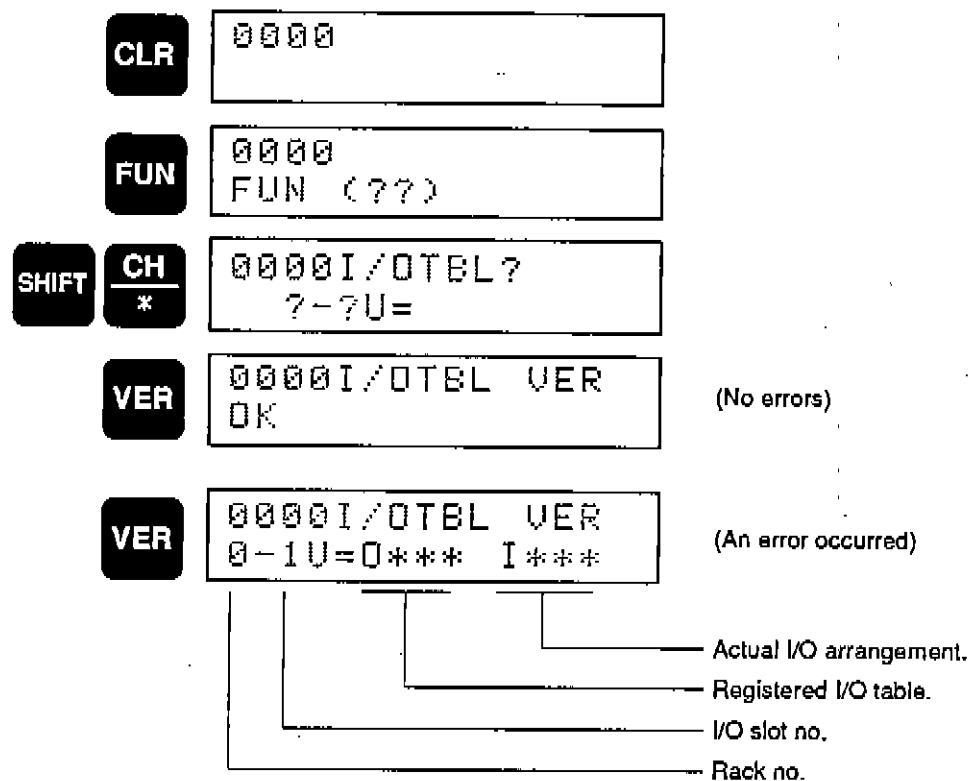 CLR
0000
FUN
0000
FUN (??)
SHIFT
CH
*
0000I/OTBL?
?-?U=
VER
0000I/OTBL VER
OK
(No errors)
VER
0000I/OTBL VER
0-1U=O*** I***
(An error occurred)
Actual I/O arrangement.
Registered I/O table.
I/O slot no.
Rack no.